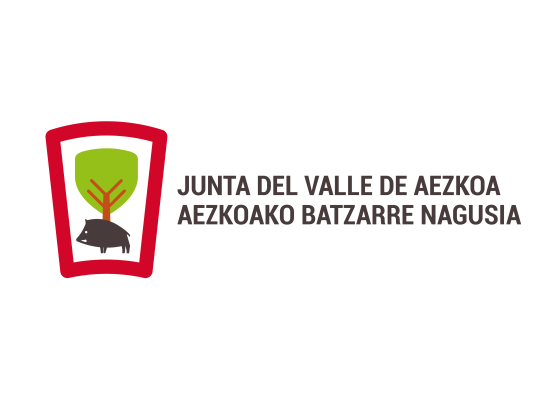 JUNTA DEL VALLE DE AEZKOA
AEZKOAKO BATZARRE NAGUSIA